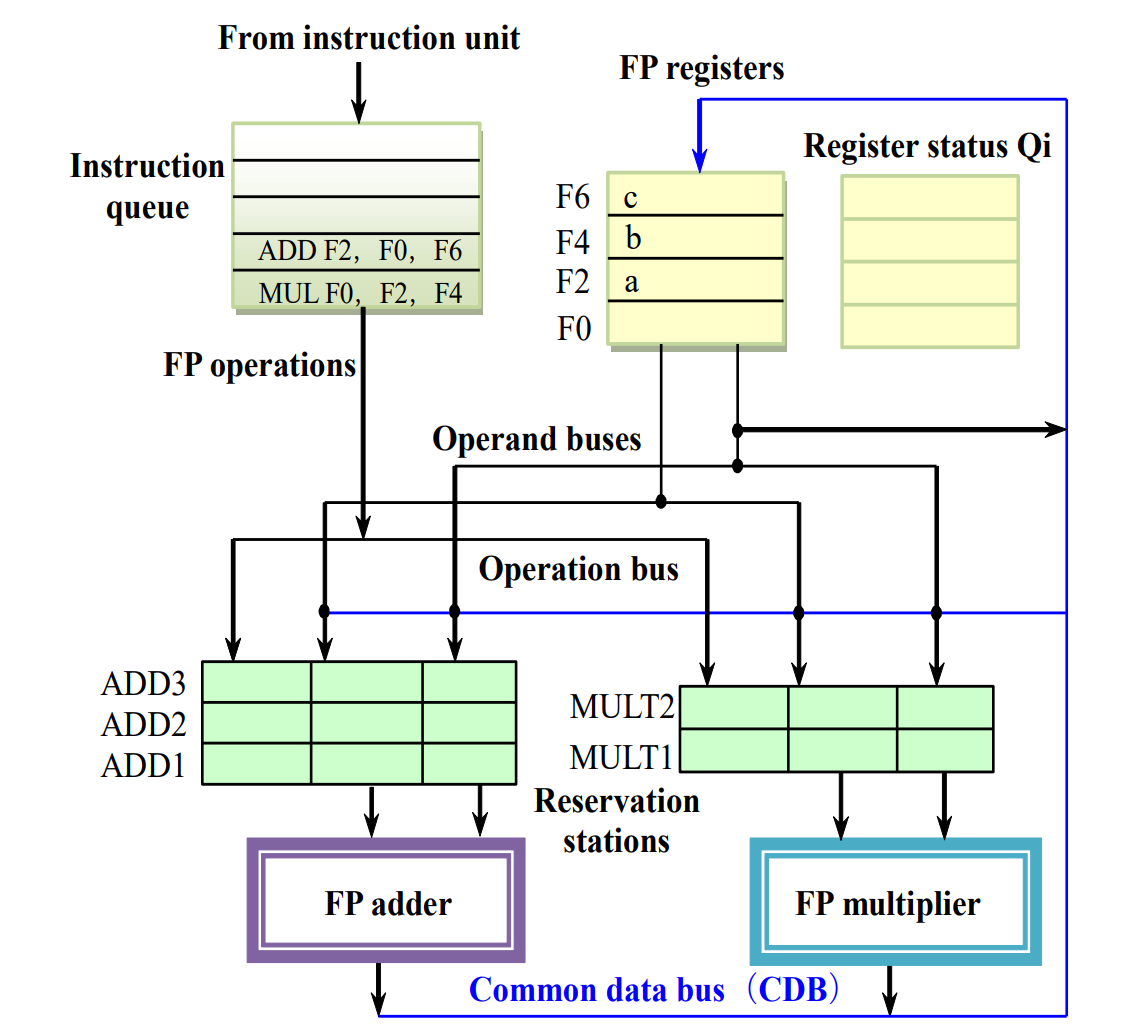 From instruction unit
FP registers
Instruction
queue
Register status Qi
ADD F2, F0, F6
MUL F0, F2, F4
F6 c
F4 b
F2 a
F0
FP operations
Operand buses
Operation bus
ADD3
ADD2
ADD1
MULT2
MULT1
Reservation
stations
FP adder
FP multiplier
Common data bus（CDB）